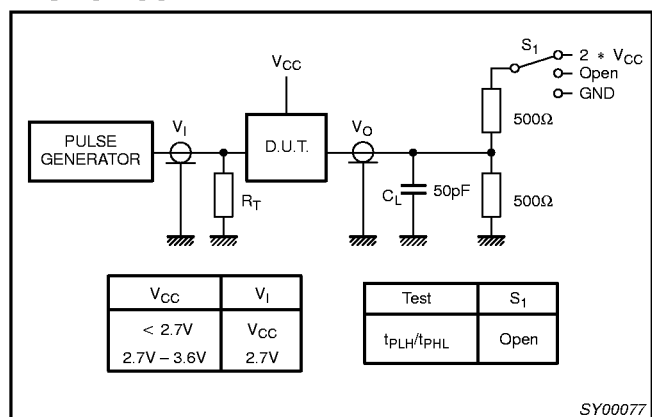 S1
2 * VCC
Open
GND
VCC
500Ω
PULSE
GENERATOR
VI
D.U.T.
VO
RT
CL
50pF
500Ω
VCC VI
< 2.7V VCC
2.7V – 3.6V 2.7V
Test S1
tPLH/tPHL Open
SY00077